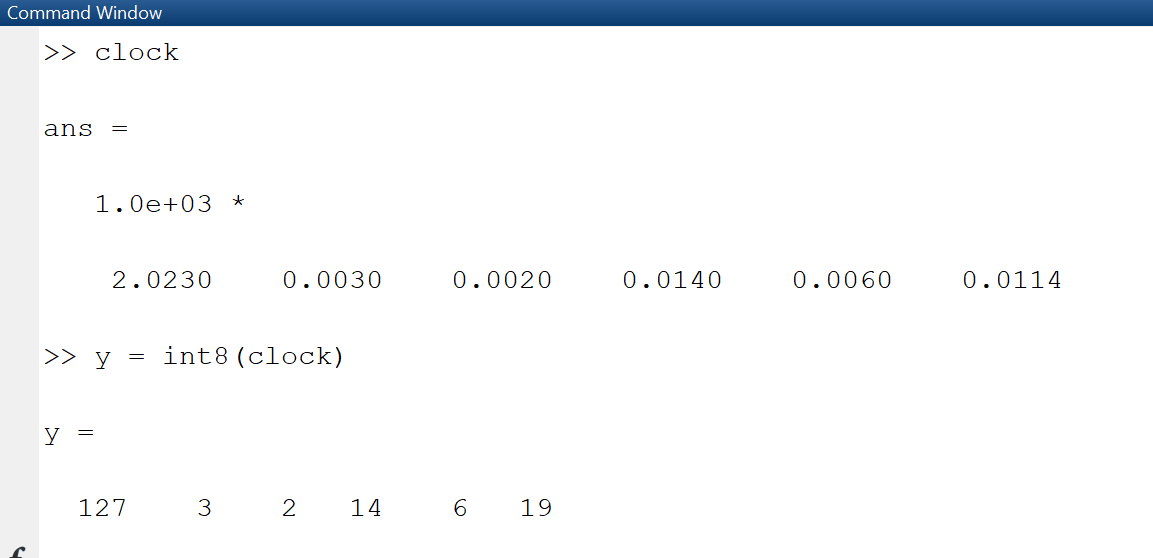 Command Window
>> clock
ans =
1.0e+03 *
2.0230 0.0030 0.0020 0.0140 0.0060 0.0114
>> y = int8(clock)
y =
127 3 2 14 6 19